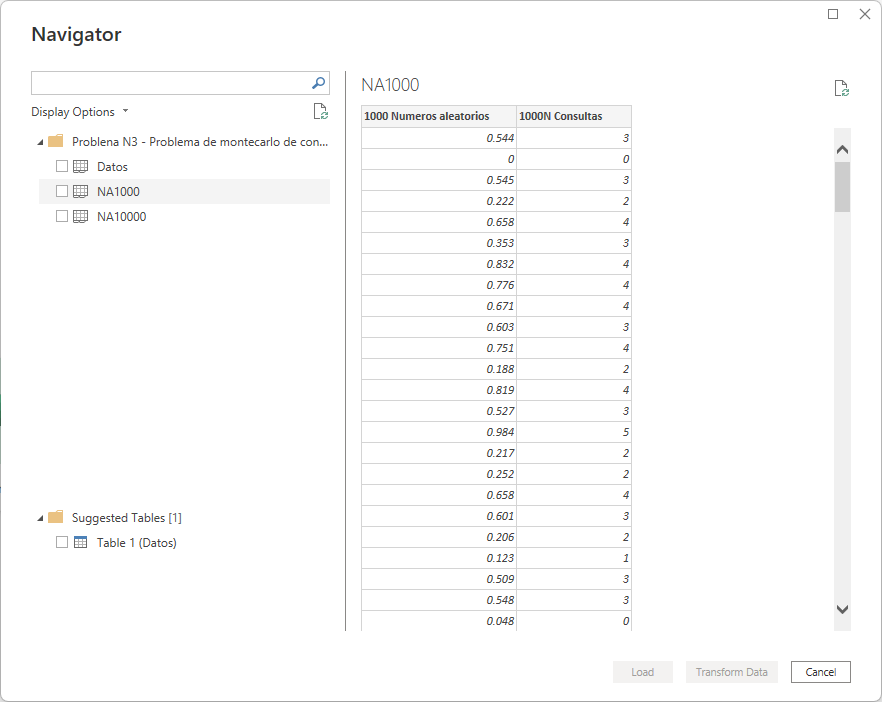 Navigator
Display Options
Problena N3 - Problema de montecarlo de con...
Datos
NA1000
NA10000
Suggested Tables [1]
Table 1 (Datos)
NA1000
1000 Numeros aleatorios 1000N Consultas
0.544 3
0 0
0.545 3
0.222 2
0.658 4
0.353 3
0.832 4
0.776 4
0.671 4
0.603 3
0.751 4
0.188 2
0.819 4
0.527 3
0.984 5
0.217 2
0.252 2
0.658 4
0.601 3
0.206 2
0.123 1
0.509 3
0.548 3
0.048 0
Load Transform Data Cancel